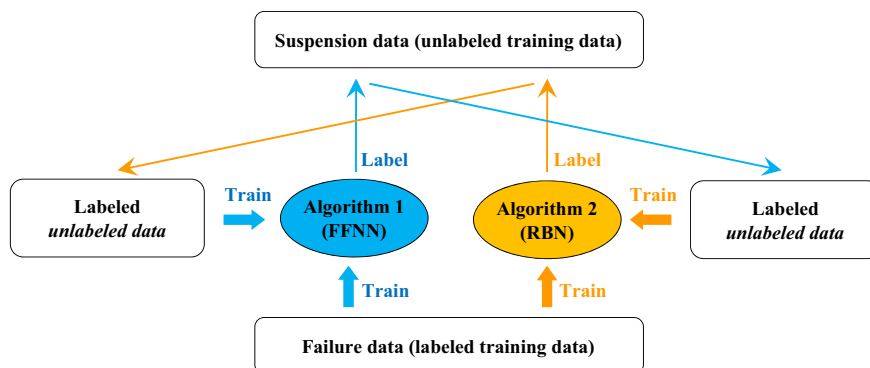 Suspension data (unlabeled training data)
Label
Label
Labeled
unlabeled data
Train
Algorithm 1
(FFNN)
Algorithm 2
(RBN)
Train
Labeled
unlabeled data
Train
Train
Failure data (labeled training data)